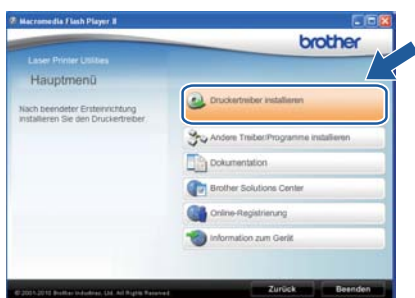 Macromedia Flash Player 8
brother
Laser Printer Utilities
Hauptmenü
Nach beendeter Ersteinrichtung
installieren Sie den Druckertreiber.
Druckertreiber installieren
Andere Treiber/Programme installieren
Dokumentation
Brother Solutions Center
Online-Registrierung
Information zum Gerät
© 2001-2010 Brother Industries, Ltd. All Rights Reserved.
Zurück
Beenden